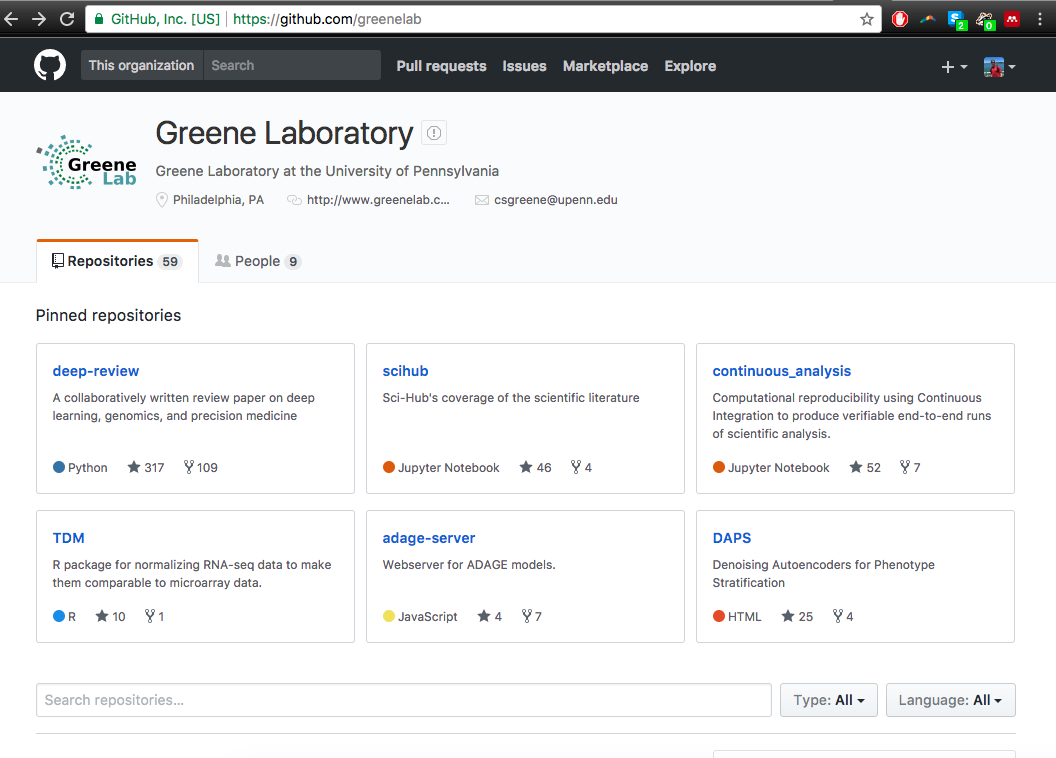 GitHub, Inc. [US] https://github.com/greenelab
2
0
This organization Search Pull requests Issues Marketplace Explore
Greene Laboratory
Greene Lab
Greene Laboratory at the University of Pennsylvania
Philadelphia, PA http://www.greenelab.c... csgreene@upenn.edu
Repositories 59 People 9
Pinned repositories
deep-review
A collaboratively written review paper on deep
learning, genomics, and precision medicine
Python 317 109
scihub
Sci-Hub's coverage of the scientific literature
Jupyter Notebook 46 4
continuous_analysis
Computational reproducibility using Continuous
Integration to produce verifiable end-to-end runs
of scientific analysis.
Jupyter Notebook 52 7
TDM
R package for normalizing RNA-seq data to make
them comparable to microarray data.
R 10 1
adage-server
Webserver for ADAGE models.
JavaScript 4 7
DAPS
Denoising Autoencoders for Phenotype
Stratification
HTML 25 4
Search repositories... Type: All Language: All